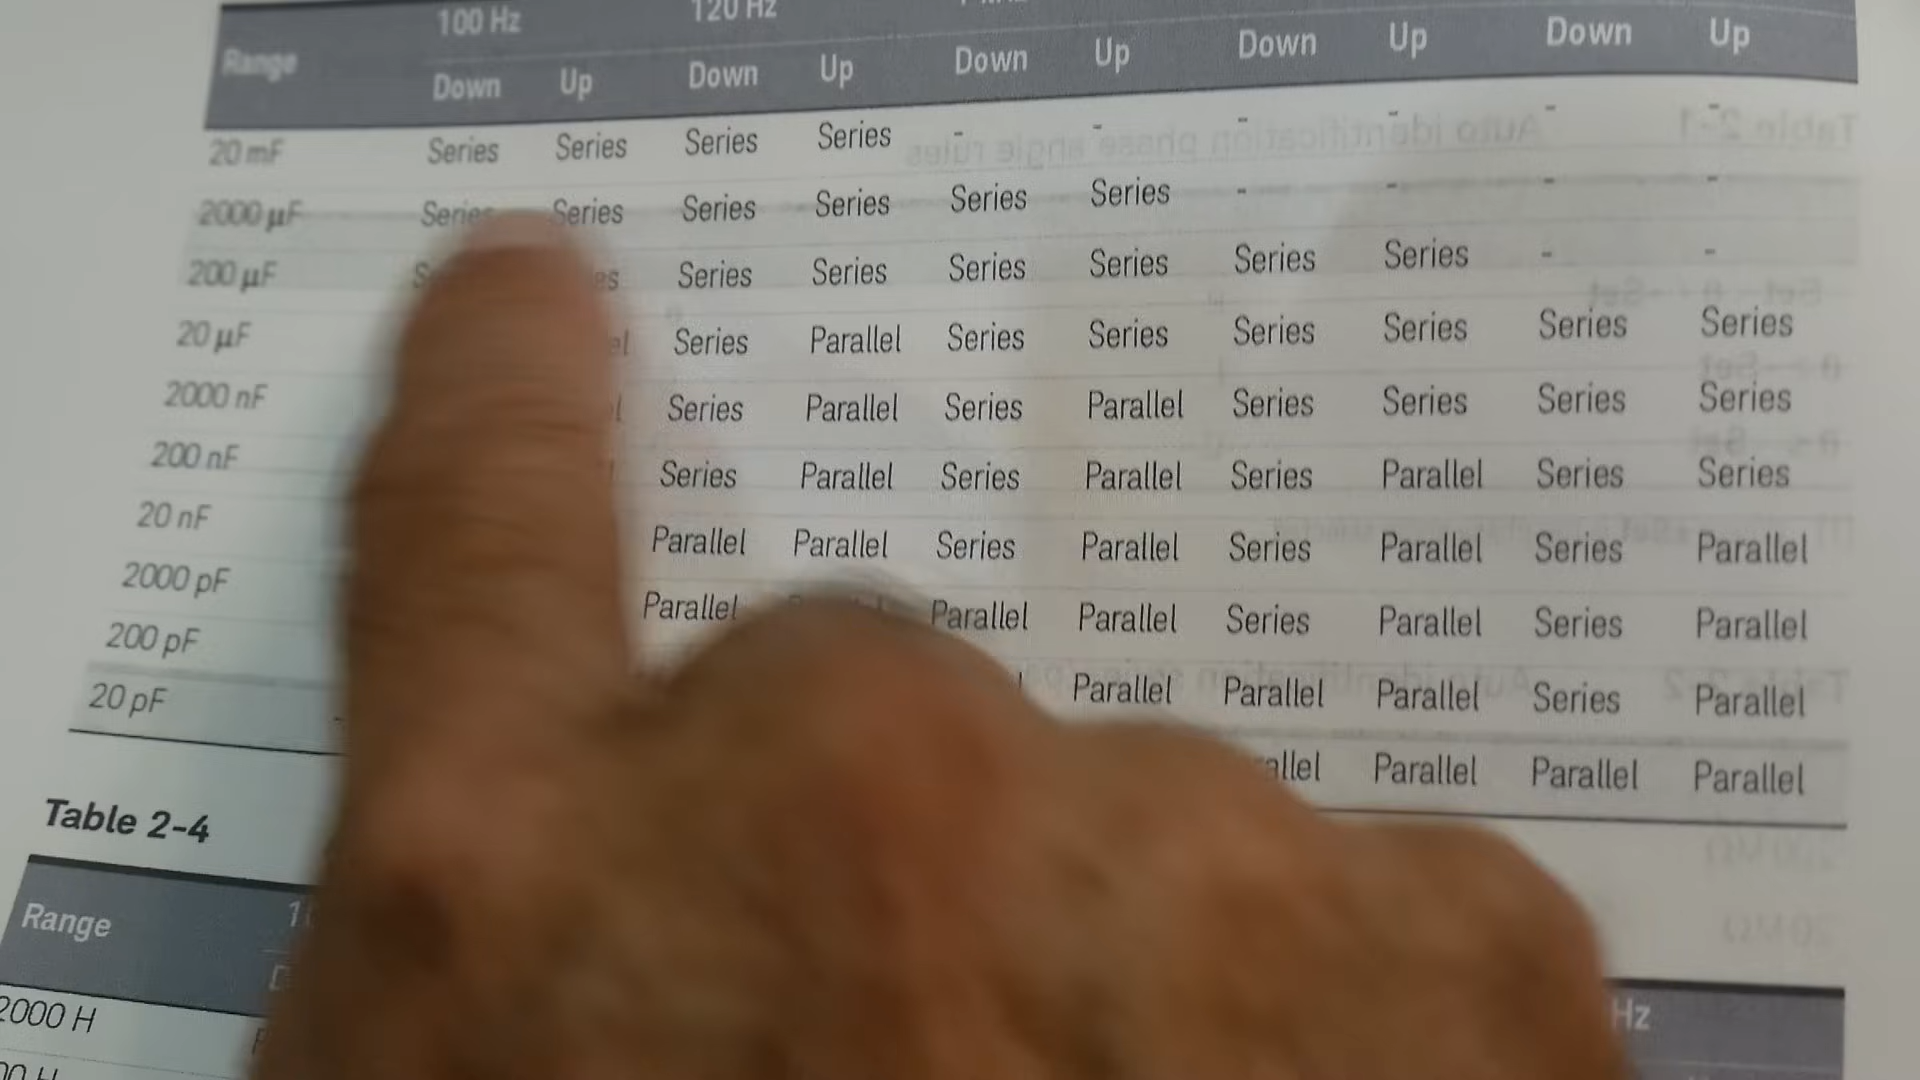 100 Hz 120 Hz
Range Down Up Down Up Down Up Down Up Down Up
20 mF Series Series Series Series - - - - - -
2000 µF Series Series Series Series Series Series - - - -
200 µF Series Series Series Series Series Series - -
20 µF Series Parallel Series Series Series Series Series Series
2000 nF Series Parallel Series Parallel Series Series Series Series
200 nF Series Parallel Series Parallel Series Parallel Series Series
20 nF Parallel Parallel Series Parallel Series Parallel Series Parallel
2000 pF Parallel Parallel Parallel Series Parallel Series Parallel
200 pF Parallel Parallel Parallel Series Parallel
20 pF - Parallel Parallel Parallel
Table 2-4
Range Hz
2000 H